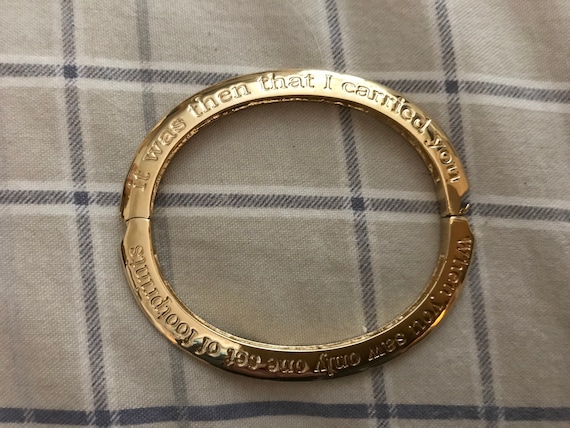 When you saw only one set of footprints
it was then that I carried you